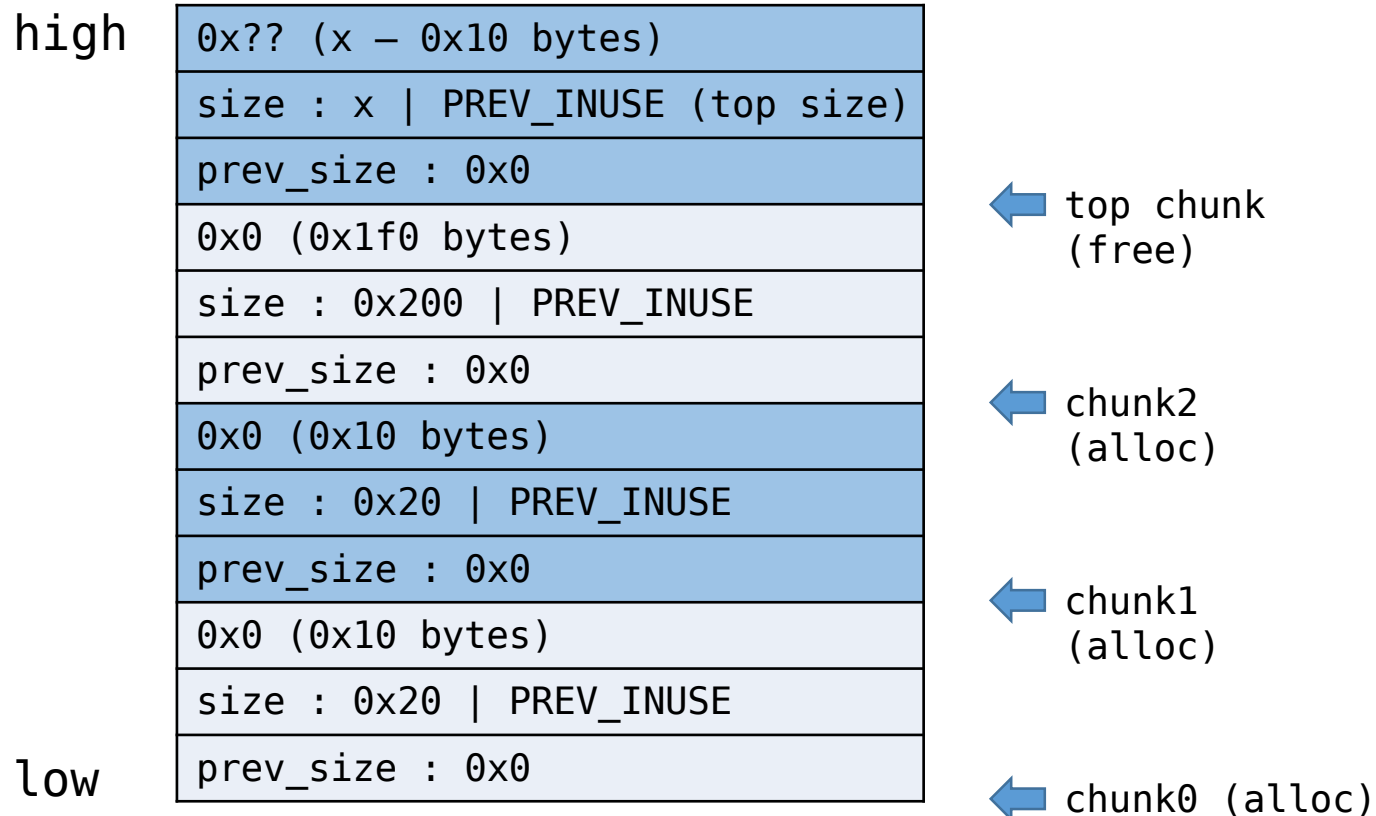 high
0x?? (x – 0x10 bytes)
size : x | PREV_INUSE (top size)
prev_size : 0x0
top chunk
(free)
0x0 (0x1f0 bytes)
size : 0x200 | PREV_INUSE
prev_size : 0x0
chunk2
(alloc)
0x0 (0x10 bytes)
size : 0x20 | PREV_INUSE
prev_size : 0x0
chunk1
(alloc)
0x0 (0x10 bytes)
size : 0x20 | PREV_INUSE
low
prev_size : 0x0
chunk0 (alloc)